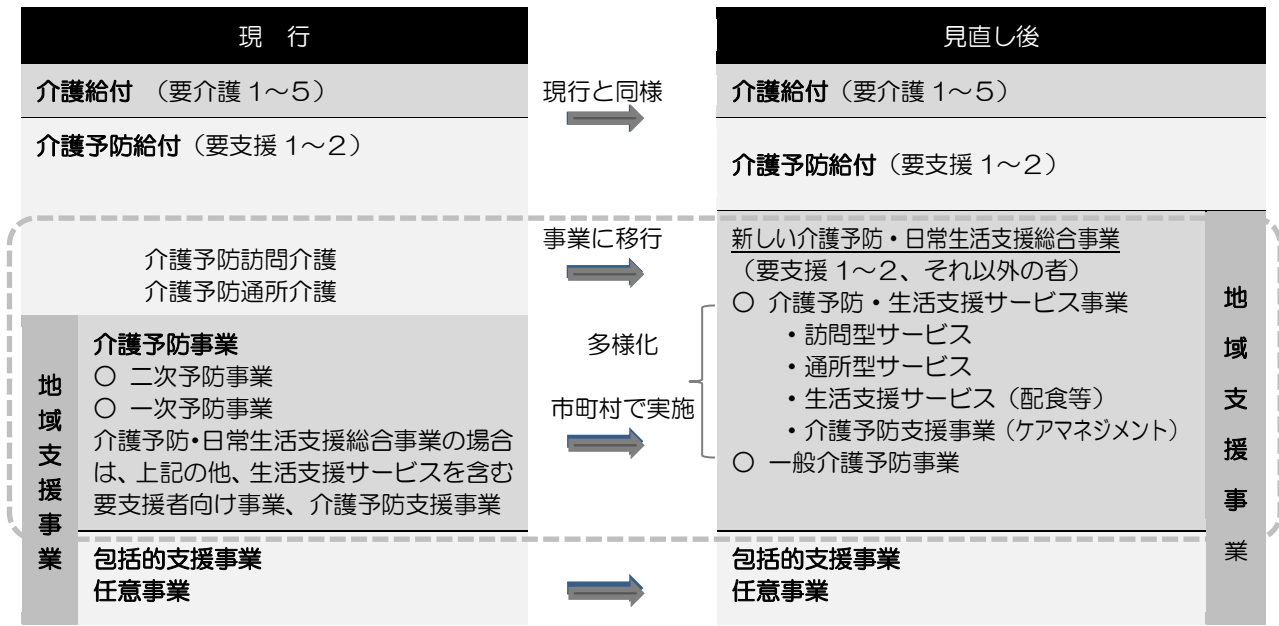 現　行
介護給付　（要介護１～５）
介護予防給付（要支援１～２）
介護予防訪問介護
介護予防通所介護
地域支援事業
介護予防事業
○ 二次予防事業
○ 一次予防事業
介護予防・日常生活支援総合事業の場合
は、上記の他、生活支援サービスを含む
要支援者向け事業、介護予防支援事業
包括的支援事業
任意事業
現行と同様
事業に移行
多様化
市町村で実施
見直し後
介護給付（要介護１～５）
介護予防給付（要支援１～２）
新しい介護予防・日常生活支援総合事業
（要支援１～２、それ以外の者）
○ 介護予防・生活支援サービス事業
・訪問型サービス
・通所型サービス
・生活支援サービス（配食等）
・介護予防支援事業（ケアマネジメント）
○ 一般介護予防事業
包括的支援事業
任意事業
地域支援事業